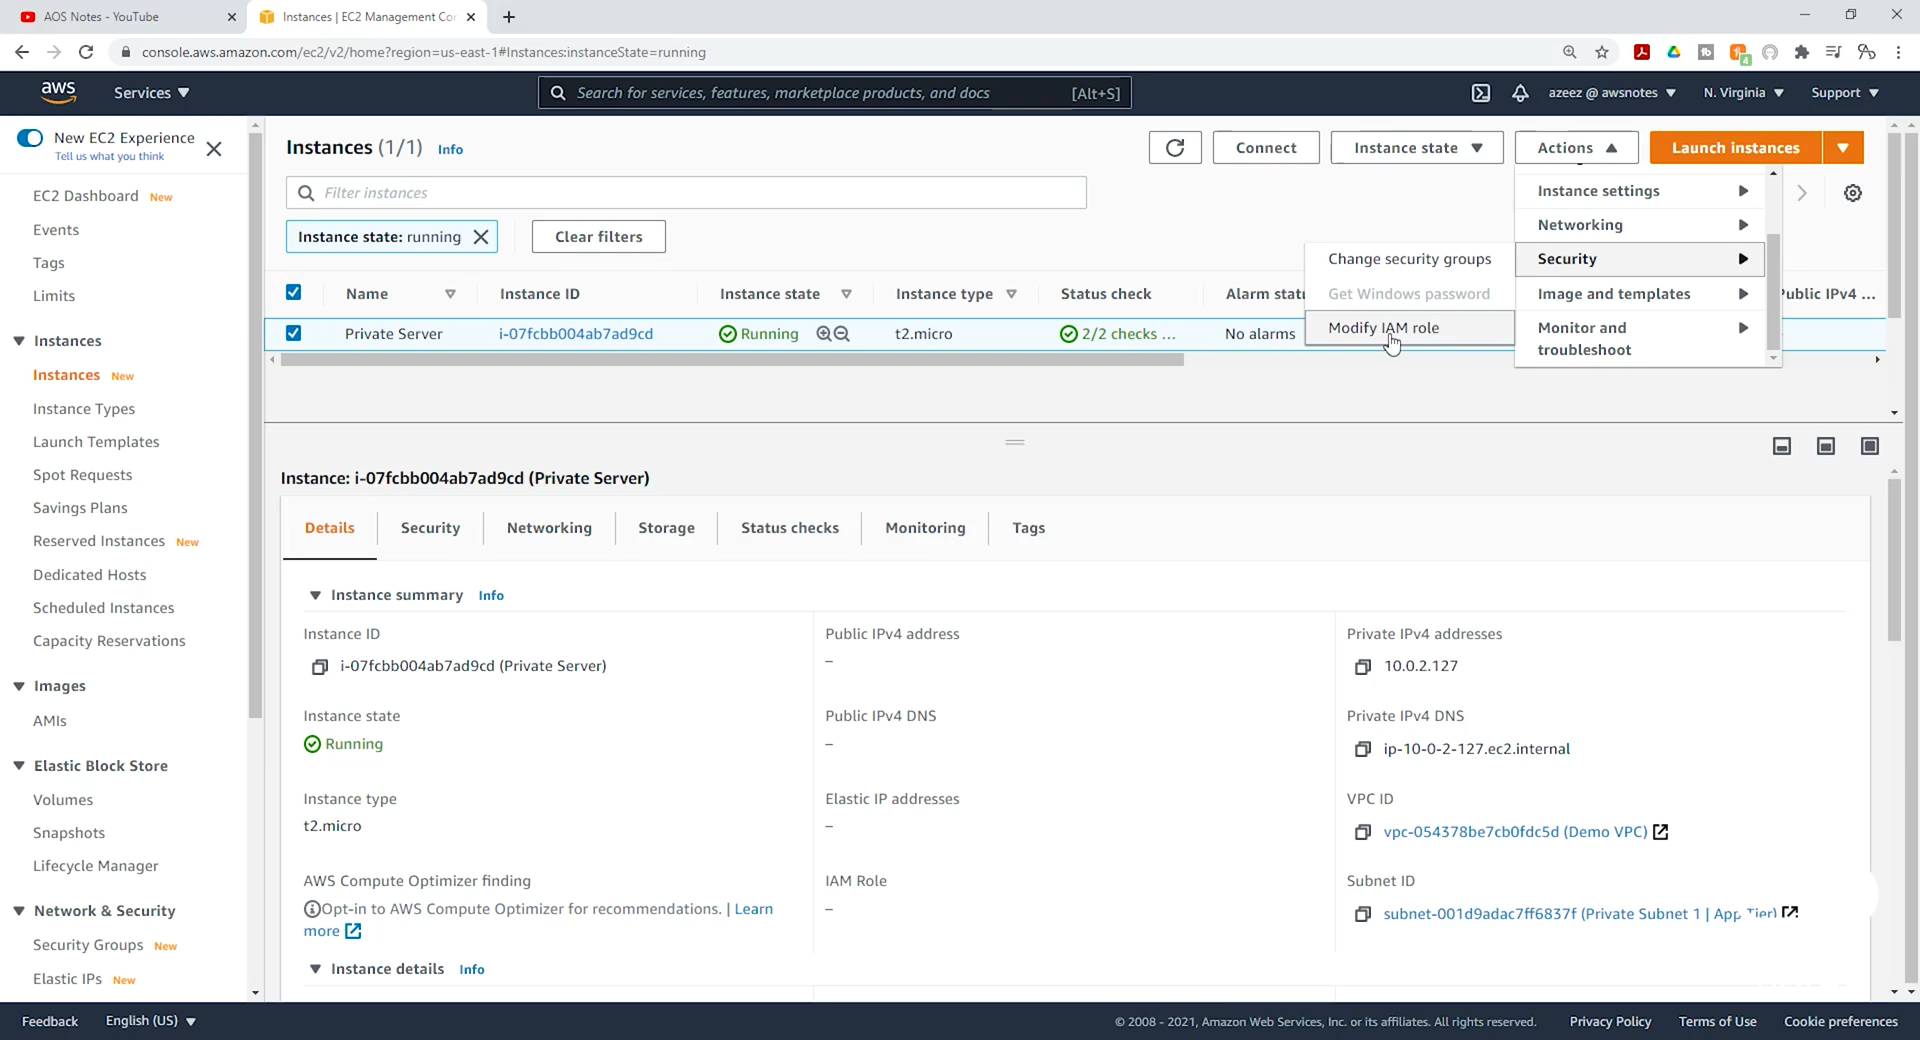 AOS Notes - YouTube
Instances | EC2 Management Cor
console.aws.amazon.com/ec2/v2/home?region=us-east-1#Instances:instanceState=running
4
aws
Services
Search for services, features, marketplace products, and docs
[Alt+S]
azeez @ awsnotes
N. Virginia
Support
New EC2 Experience
Tell us what you think
EC2 Dashboard New
Events
Tags
Limits
Instances
Instances New
Instance Types
Launch Templates
Spot Requests
Savings Plans
Reserved Instances New
Dedicated Hosts
Scheduled Instances
Capacity Reservations
Images
AMIs
Elastic Block Store
Volumes
Snapshots
Lifecycle Manager
Network & Security
Security Groups New
Elastic IPs New
Instances (1/1) Info
Connect
Instance state
Actions
Launch instances
Filter instances
Instance state: running
Clear filters
Instance settings
Networking
Security
Image and templates
Monitor and
troubleshoot
Change security groups
Get Windows password
Modify IAM role
Name
Instance ID
Instance state
Instance type
Status check
Alarm statu
Public IPv4 ...
Private Server
i-07fcbb004ab7ad9cd
Running
t2.micro
2/2 checks ...
No alarms
Instance: i-07fcbb004ab7ad9cd (Private Server)
Details
Security
Networking
Storage
Status checks
Monitoring
Tags
Instance summary Info
Instance ID
i-07fcbb004ab7ad9cd (Private Server)
Public IPv4 address
–
Private IPv4 addresses
10.0.2.127
Instance state
Running
Public IPv4 DNS
–
Private IPv4 DNS
ip-10-0-2-127.ec2.internal
Instance type
t2.micro
Elastic IP addresses
–
VPC ID
vpc-054378be7cb0fdc5d (Demo VPC)
AWS Compute Optimizer finding
Opt-in to AWS Compute Optimizer for recommendations. | Learn
more
IAM Role
–
Subnet ID
subnet-001d9adac7ff6837f (Private Subnet 1 | App Tier)
Instance details Info
Feedback
English (US)
© 2008 - 2021, Amazon Web Services, Inc. or its affiliates. All rights reserved.
Privacy Policy
Terms of Use
Cookie preferences